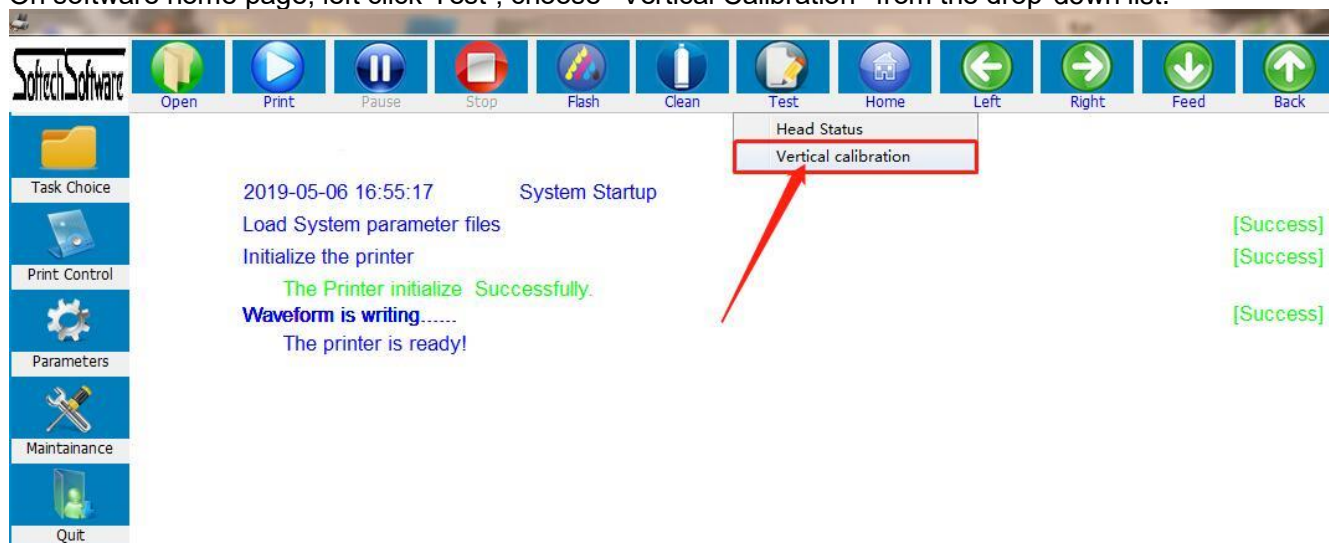 On software home page, left click "Test", choose "Vertical Calibration" from the drop-down list.
Softech Software
Open Print Pause Stop Flash Clean Test Home Left Right Feed Back
Head Status
Vertical calibration
Task Choice
2019-05-06 16:55:17 System Startup
Load System parameter files [Success]
Initialize the printer [Success]
Print Control
The Printer initialize Successfully.
Waveform is writing...... [Success]
The printer is ready!
Parameters
Maintainance
Quit